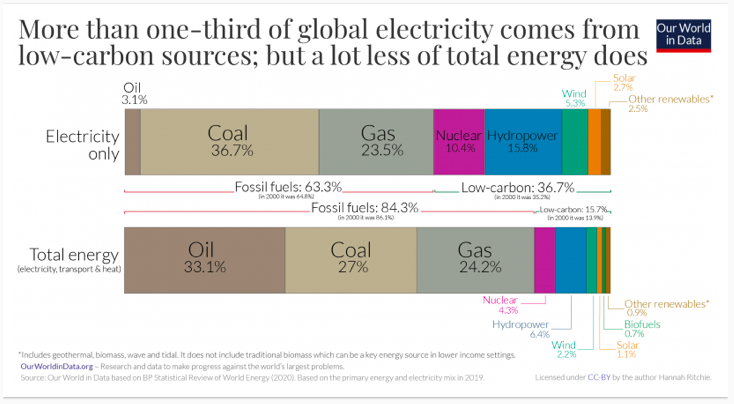 More than one-third of global electricity comes from
low-carbon sources; but a lot less of total energy does
Our World
in Data
Oil
3.1%
Coal
36.7%
Gas
23.5%
Nuclear
10.4%
Hydropower
15.8%
Wind
5.3%
Solar
2.7%
Other renewables*
2.5%
Electricity
only
Fossil fuels: 63.3%
(in 2000 it was 64.8%)
Low-carbon: 36.7%
(in 2000 it was 35.2%)
Fossil fuels: 84.3%
(in 2000 it was 86.1%)
Low-carbon: 15.7%
(in 2000 it was 13.9%)
Total energy
(electricity, transport & heat)
Oil
33.1%
Coal
27%
Gas
24.2%
Nuclear
4.3%
Hydropower
6.4%
Wind
2.2%
Solar
1.1%
Biofuels
0.7%
Other renewables*
0.9%
*Includes geothermal, biomass, wave and tidal. It does not include traditional biomass which can be a key energy source in lower income settings.
OurWorldinData.org – Research and data to make progress against the world's largest problems.
Source: Our World in Data based on BP Statistical Review of World Energy (2020). Based on the primary energy and electricity mix in 2019.
Licensed under CC-BY by the author Hannah Ritchie.